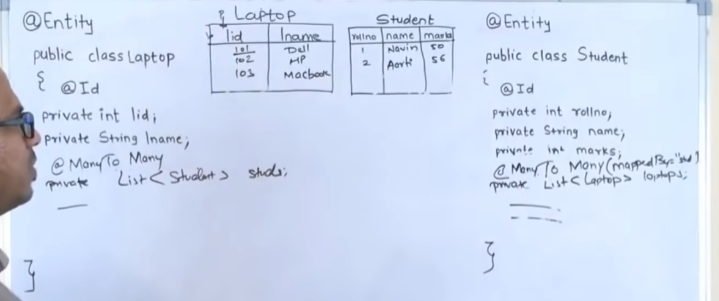 @Entity
public class Laptop
{
@Id
private int lid;
private String lname;
@ManyToMany
private List<Student> studs;
}
Laptop
lid lname
101 Dell
102 HP
103 Macbook
Student
rollno name marks
1 Navin 50
2 Aarti 56
@Entity
public class Student
{
@Id
private int rollno;
private String name;
private int marks;
@ManyToMany(mappedBy="
private List<Laptop> laptops;
}